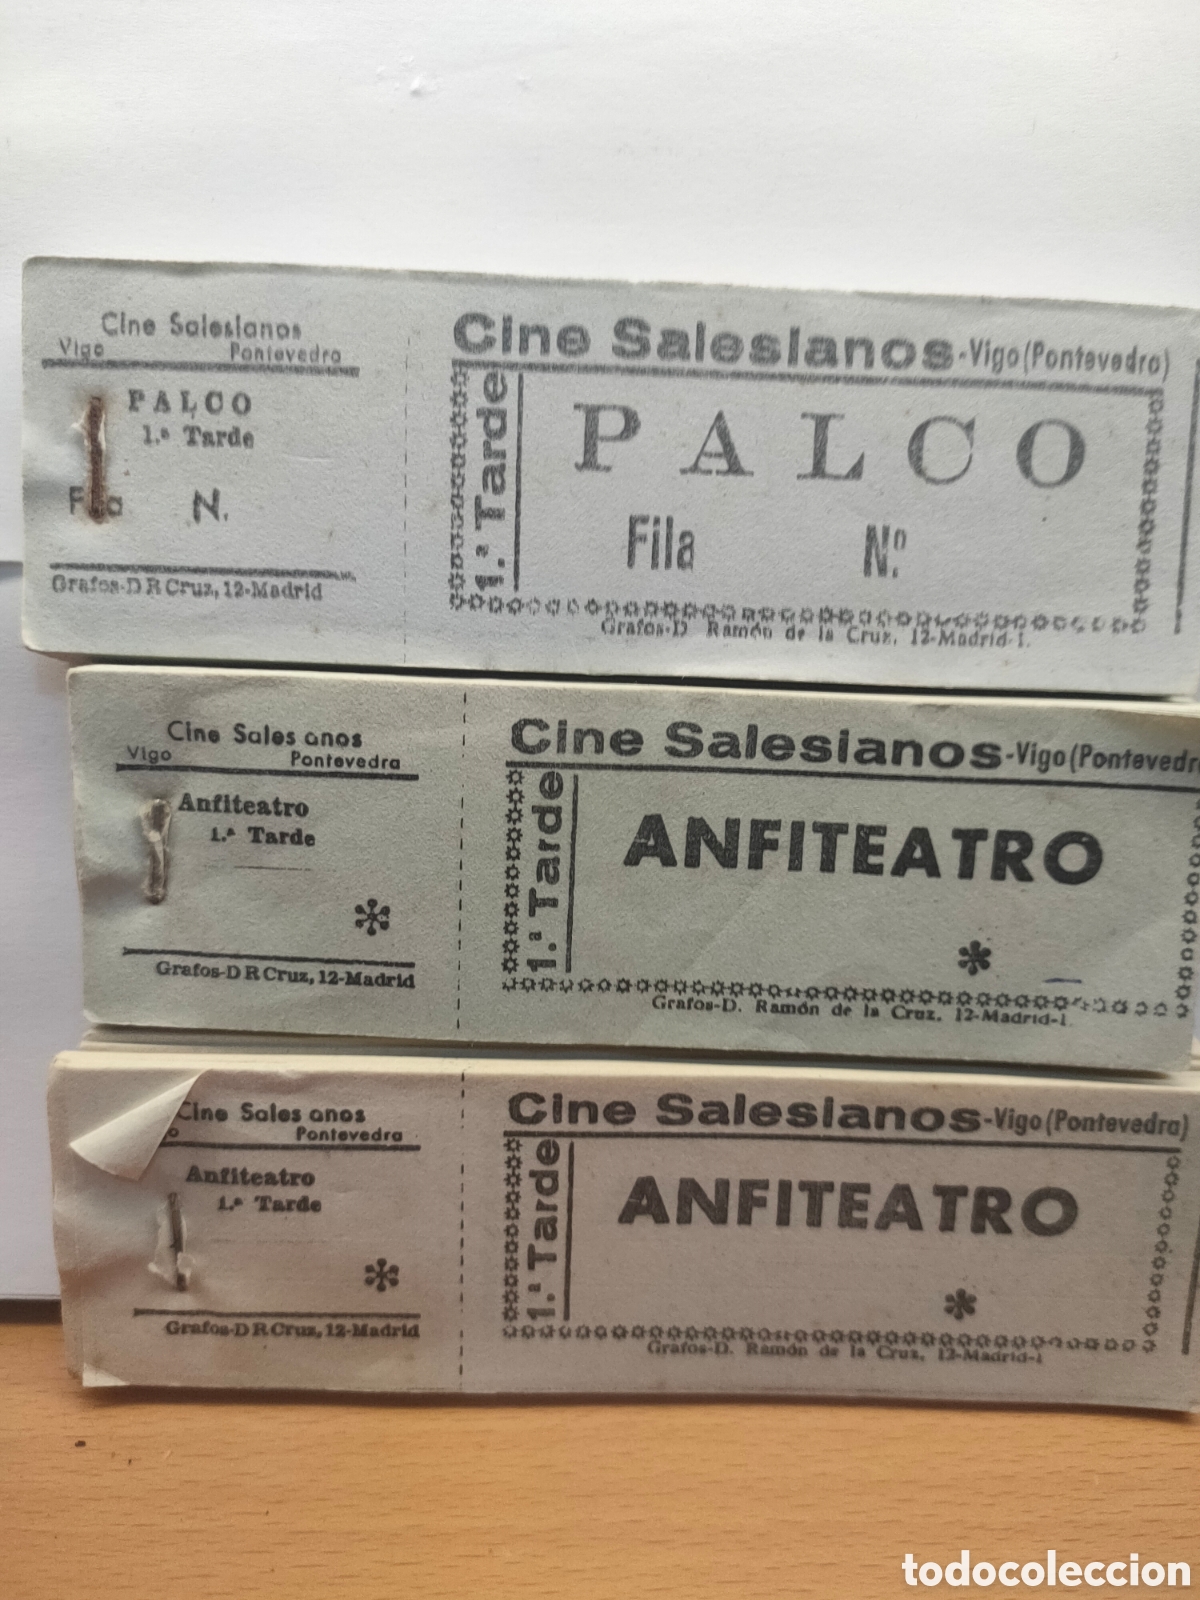 Cine Salesianos
Vigo Pontevedra
PALCO
1.ª Tarde
Fila N.
Grafos-D R Cruz, 12-Madrid
Cine Salesianos-Vigo (Pontevedra)
1.ª Tarde
PALCO
Fila Nº.
Grafos-D Ramón de la Cruz, 12-Madrid-1.
Cine Sales anos
Vigo Pontevedra
Anfiteatro
1.ª Tarde
*
Grafos-D R Cruz, 12-Madrid
Cine Salesianos-Vigo (Pontevedr
1.ª Tarde
ANFITEATRO
*
Grafos-D. Ramón de la Cruz, 12-Madrid-1.
Cine Sales anos
o Pontevedra
Anfiteatro
1.ª Tarde
*
Grafos-D R Cruz, 12-Madrid
Cine Salesianos-Vigo (Pontevedra)
1.ª Tarde
ANFITEATRO
*
Grafos-D. Ramón de la Cruz, 12-Madrid-1
todocoleccion